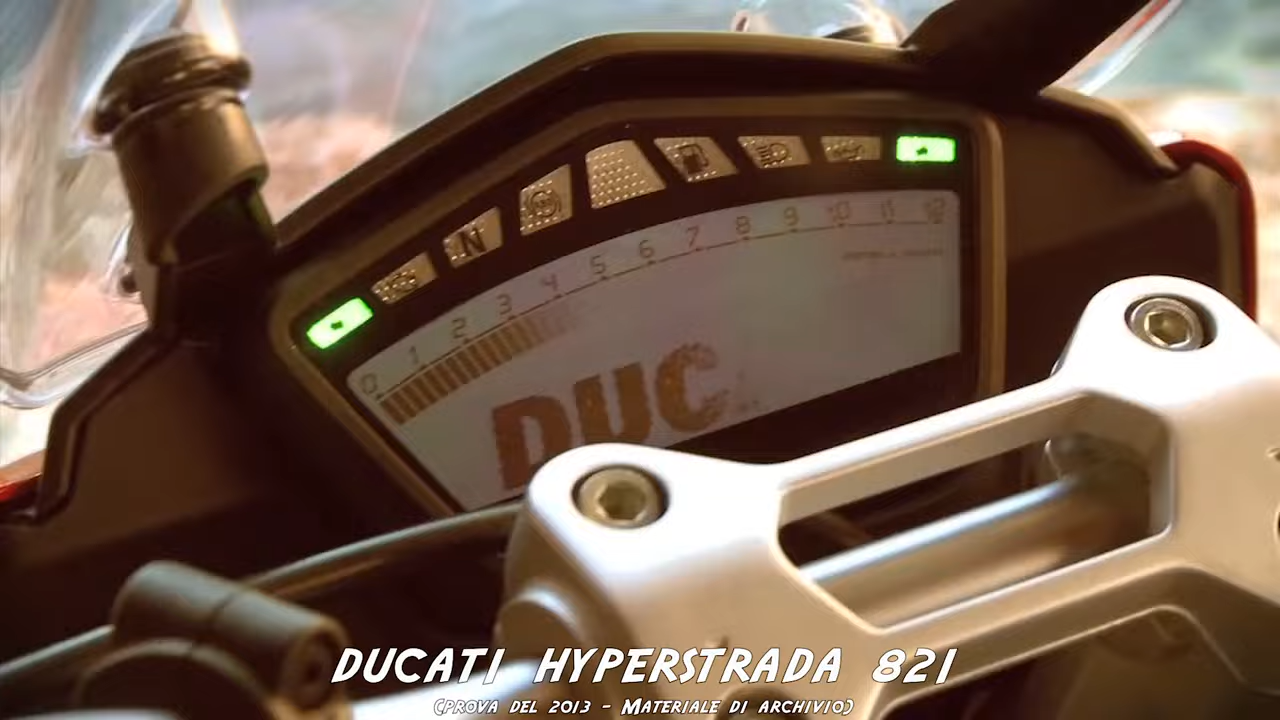 N
0 1 2 3 4 5 6 7 8 9 10 11 12
DUC
DUCATI HYPERSTRADA 821
(PROVA DEL 2013 - MATERIALE DI ARCHIVIO)